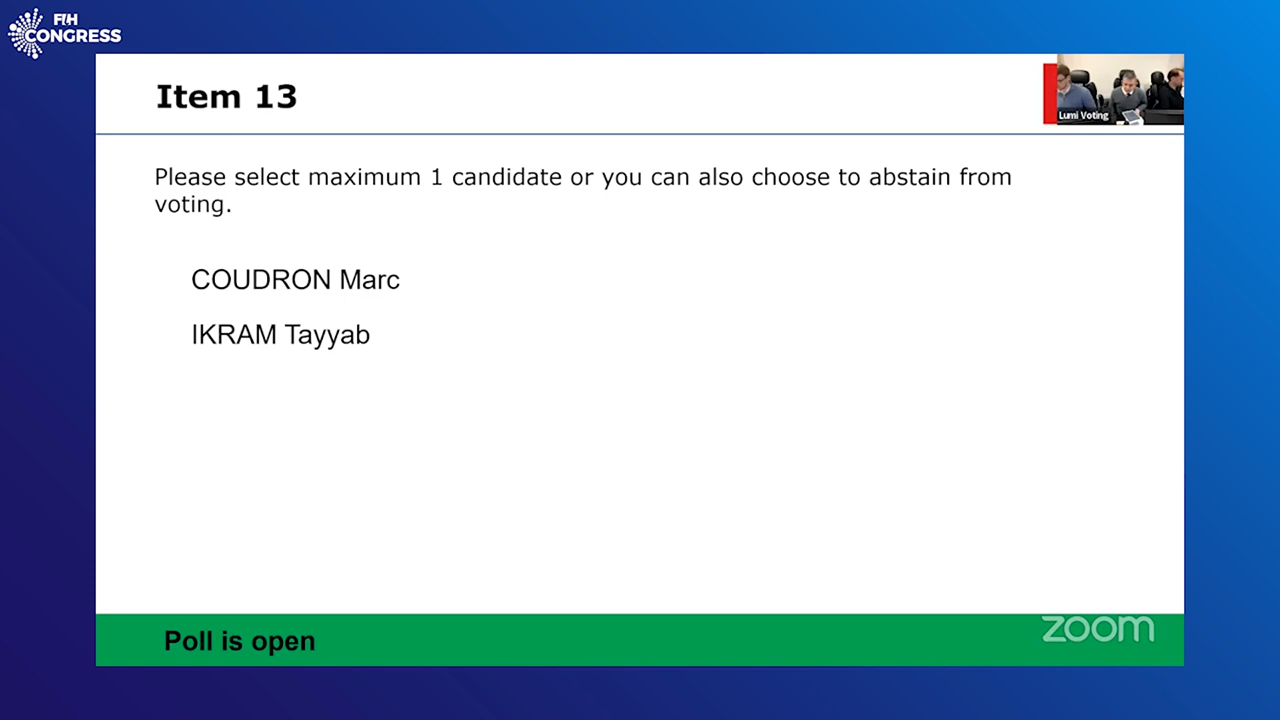 FIH
CONGRESS
Item 13
Lumi Voting
Please select maximum 1 candidate or you can also choose to abstain from
voting.
COUDRON Marc
IKRAM Tayyab
Poll is open
zoom